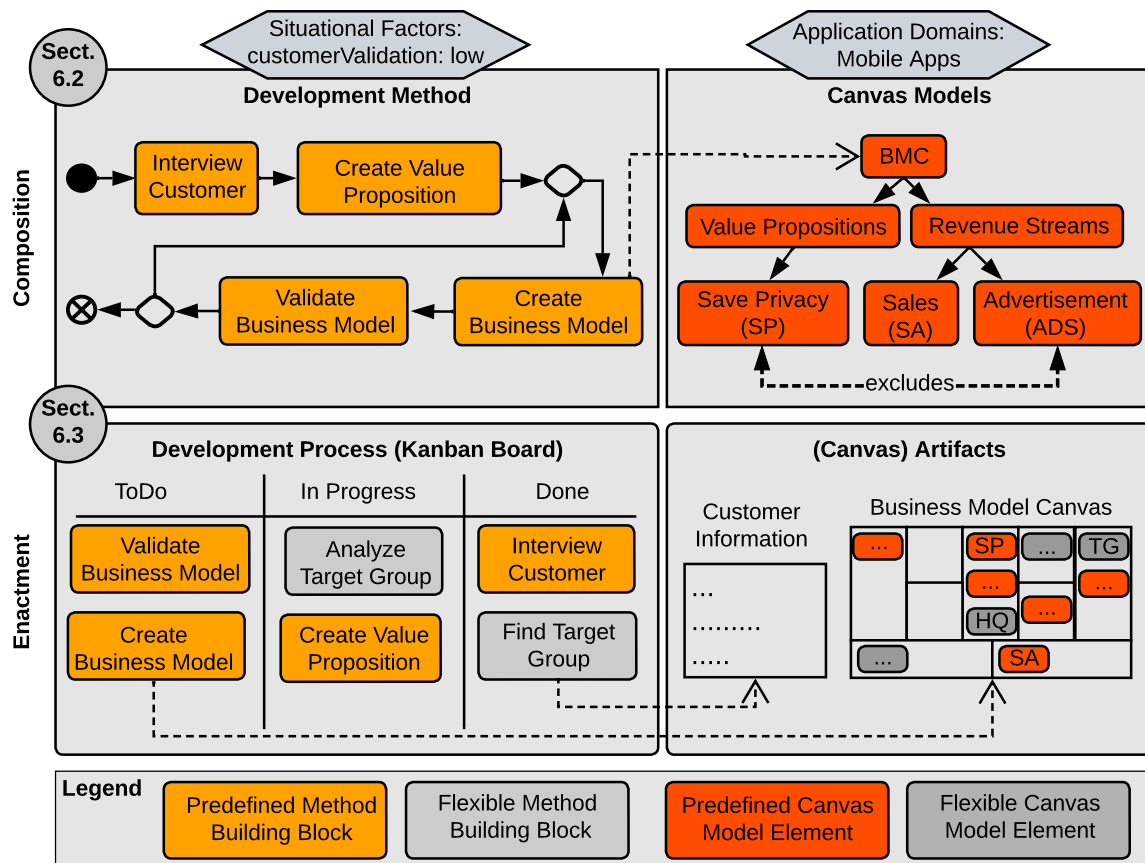 Situational Factors:
customerValidation: low
Application Domains:
Mobile Apps
Sect.
6.2
Composition
Development Method
Interview
Customer
Create Value
Proposition
Validate
Business Model
Create
Business Model
Canvas Models
BMC
Value Propositions
Revenue Streams
Save Privacy
(SP)
Sales
(SA)
Advertisement
(ADS)
excludes
Sect.
6.3
Enactment
Development Process (Kanban Board)
ToDo
In Progress
Done
Validate
Business Model
Analyze
Target Group
Interview
Customer
Create
Business Model
Create Value
Proposition
Find Target
Group
(Canvas) Artifacts
Customer
Information
...
.........
.....
Business Model Canvas
... SP ... TG
... ...
HQ ...
... SA
Legend
Predefined Method
Building Block
Flexible Method
Building Block
Predefined Canvas
Model Element
Flexible Canvas
Model Element